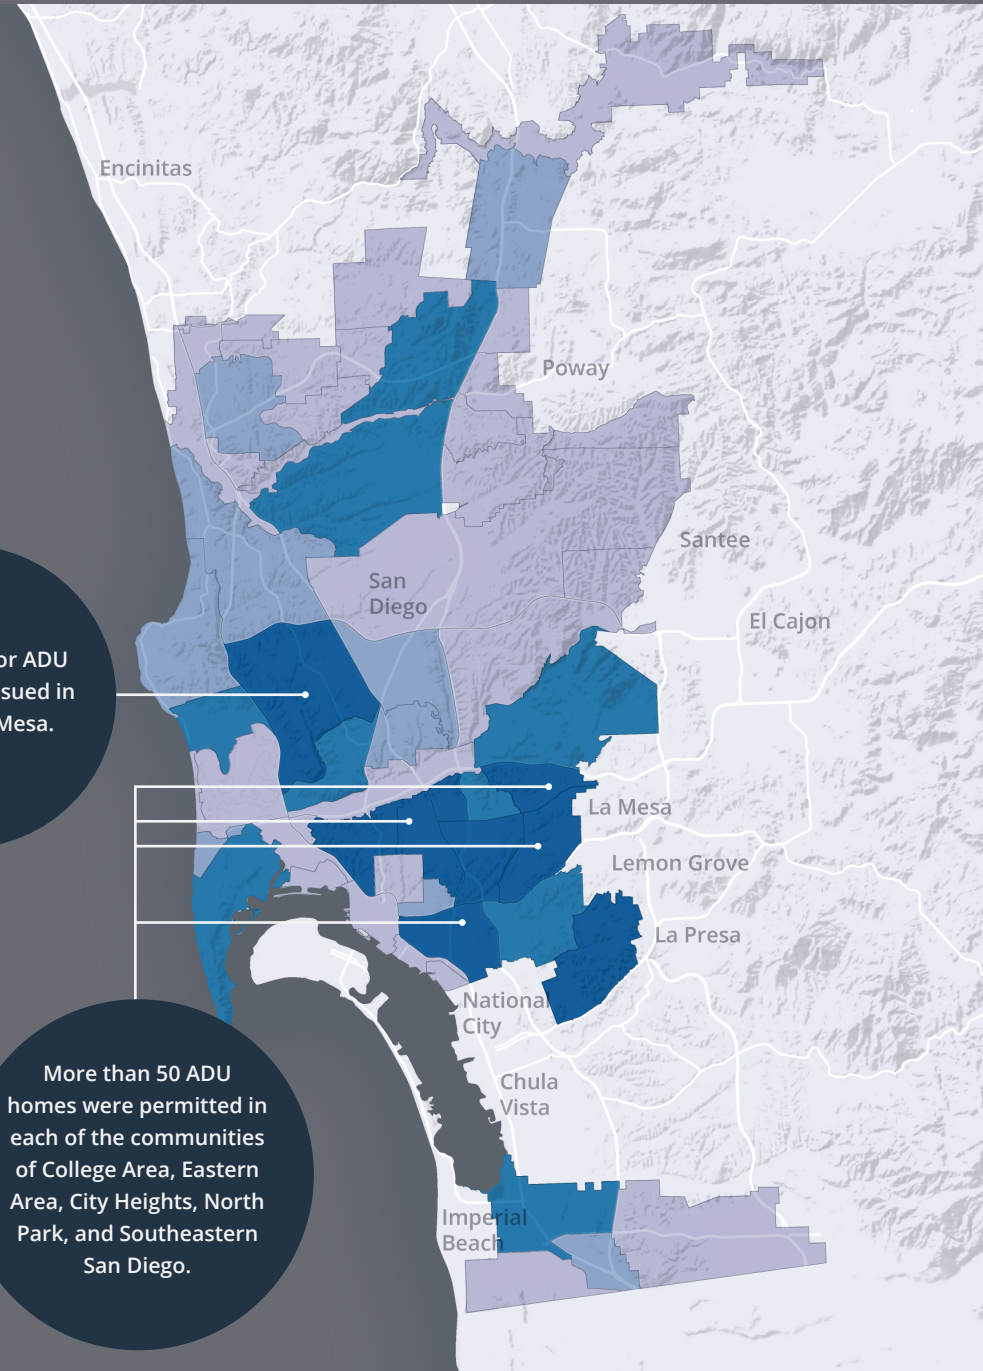 Encinitas
Poway
Santee
San
Diego
El Cajon
or ADU
sued in
Mesa.
La Mesa
Lemon Grove
La Presa
National
City
More than 50 ADU
homes were permitted in
each of the communities
of College Area, Eastern
Area, City Heights, North
Park, and Southeastern
San Diego.
Chula
Vista
Imperial
Beach